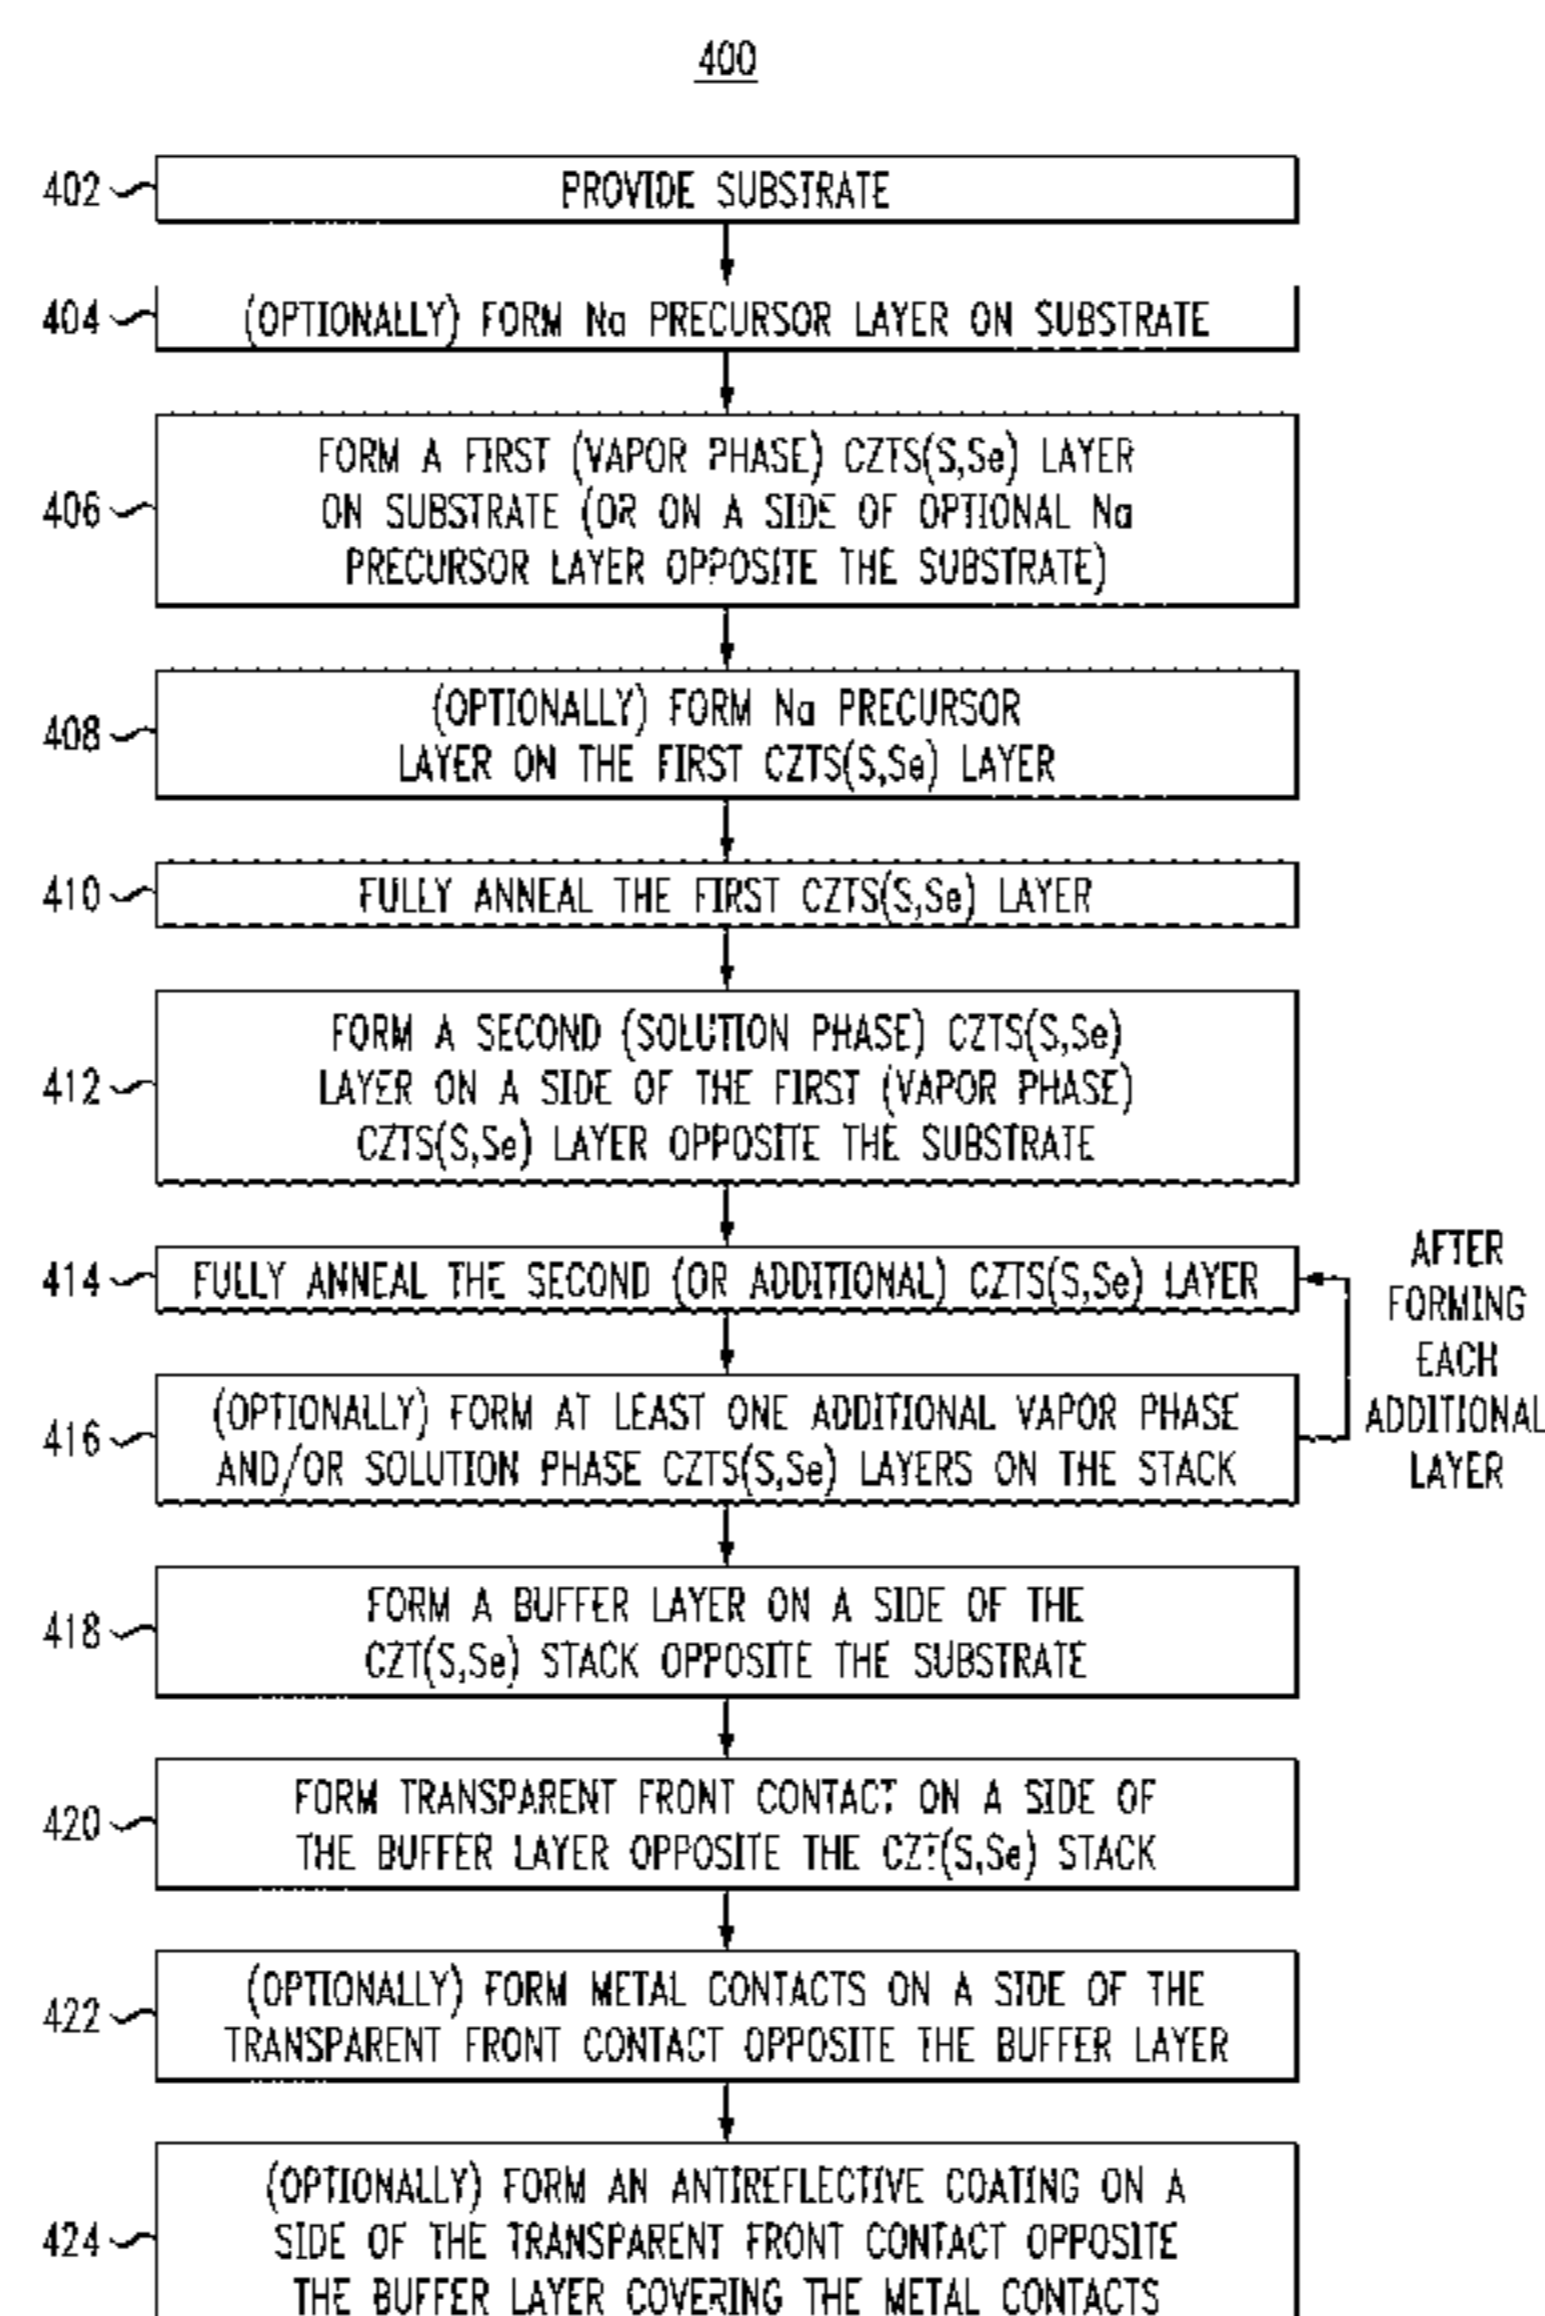 400
402
PROVIDE SUBSTRATE
404
(OPTIONALLY) FORM Na PRECURSOR LAYER ON SUBSTRATE
406
FORM A FIRST (VAPOR PHASE) CZTS(S,Se) LAYER
ON SUBSTRATE (OR ON A SIDE OF OPTIONAL Na
PRECURSOR LAYER OPPOSITE THE SUBSTRATE)
408
(OPTIONALLY) FORM Na PRECURSOR
LAYER ON THE FIRST CZTS(S,Se) LAYER
410
FULLY ANNEAL THE FIRST CZTS(S,Se) LAYER
412
FORM A SECOND (SOLUTION PHASE) CZTS(S,Se)
LAYER ON A SIDE OF THE FIRST (VAPOR PHASE)
CZTS(S,Se) LAYER OPPOSITE THE SUBSTRATE
414
FULLY ANNEAL THE SECOND (OR ADDITIONAL) CZTS(S,Se) LAYER
AFTER
FORMING
EACH
ADDITIONAL
LAYER
416
(OPTIONALLY) FORM AT LEAST ONE ADDITIONAL VAPOR PHASE
AND/OR SOLUTION PHASE CZTS(S,Se) LAYERS ON THE STACK
418
FORM A BUFFER LAYER ON A SIDE OF THE
CZT(S,Se) STACK OPPOSITE THE SUBSTRATE
420
FORM TRANSPARENT FRONT CONTACT ON A SIDE OF
THE BUFFER LAYER OPPOSITE THE CZT(S,Se) STACK
422
(OPTIONALLY) FORM METAL CONTACTS ON A SIDE OF THE
TRANSPARENT FRONT CONTACT OPPOSITE THE BUFFER LAYER
424
(OPTIONALLY) FORM AN ANTIREFLECTIVE COATING ON A
SIDE OF THE TRANSPARENT FRONT CONTACT OPPOSITE
THE BUFFER LAYER COVERING THE METAL CONTACTS